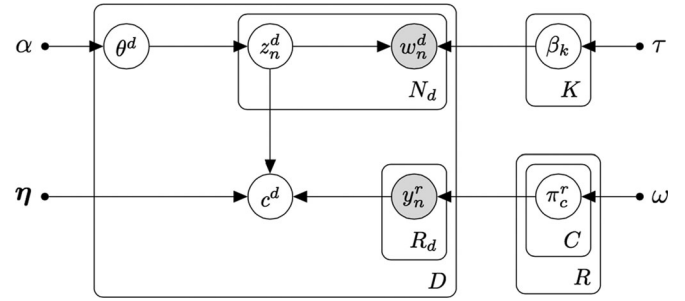 α θ^d z_n^d w_n^d β_k τ
N_d K
η c^d y_n^r π_c^r ω
R_d C
D R